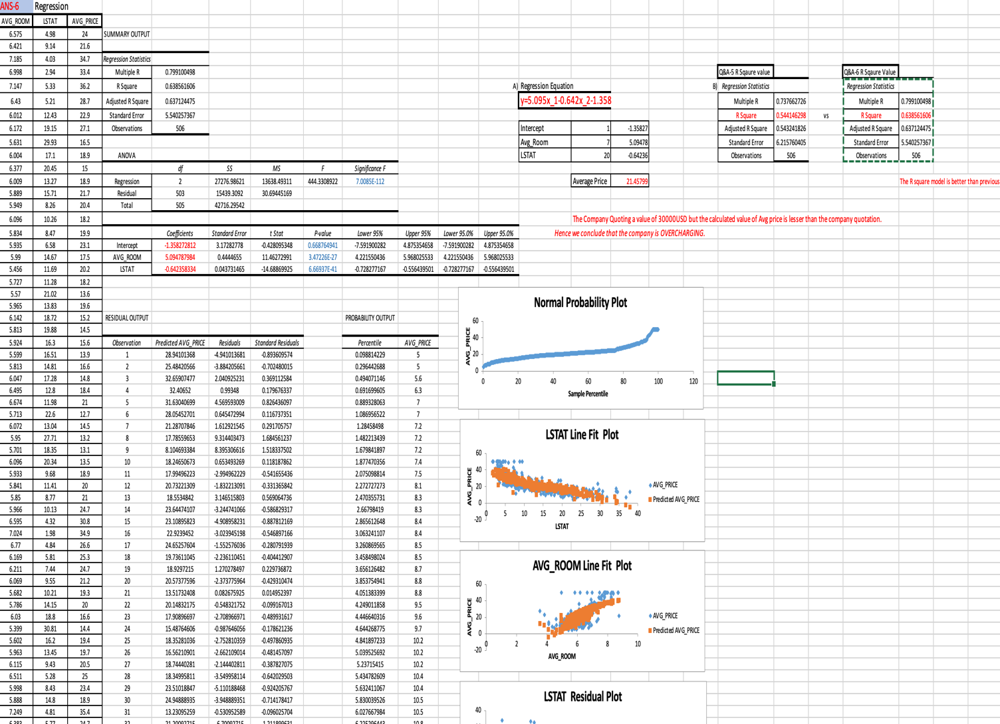 ANS-6 Regression
AVG_ROOM LSTAT AVG_PRICE
6.575 4.98 24 SUMMARY OUTPUT
6.421 9.14 21.6
7.185 4.03 34.7 Regression Statistics
6.998 2.94 33.4 Multiple R 0.799100498 Q&A-5 R Sqaure value Q&A-6 R Sqaure Value
7.147 5.33 36.2 R Square 0.638561606 A) Regression Equation B) Regression Statistics Regression Statistics
6.43 5.21 28.7 Adjusted R Square 0.637124475 y=5.095x_1-0.642x_2-1.358 Multiple R 0.737662726 Multiple R 0.799100498
6.012 12.43 22.9 Standard Error 5.540257367 R Square 0.544146298 vs R Square 0.638561606
6.172 19.15 27.1 Observations 506 Intercept 1 -1.35827 Adjusted R Square 0.543241826 Adjusted R Square 0.637124475
5.631 29.93 16.5 Avg_Room 7 5.09478 Standard Error 6.215760405 Standard Error 5.540257367
6.004 17.1 18.9 ANOVA LSTAT 20 -0.64236 Observations 506 Observations 506
6.377 20.45 15 df SS MS F Significance F
6.009 13.27 18.9 Regression 2 27276.98621 13638.49311 444.3308922 7.0085E-112 Average Price 21.45799 The R square model is better than previous
5.889 15.71 21.7 Residual 503 15439.3092 30.69445169
5.949 8.26 20.4 Total 505 42716.29542
6.096 10.26 18.2 The Company Quoting a value of 30000USD but the calculated value of Avg price is lesser than the company quotation.
5.834 8.47 19.9 Coefficients Standard Error t Stat P-value Lower 95% Upper 95% Lower 95.0% Upper 95.0% Hence we conclude that the company is OVERCHARGING.
5.935 6.58 23.1 Intercept -1.358272812 3.17282778 -0.428095348 0.668764941 -7.591900282 4.875354658 -7.591900282 4.875354658
5.99 14.67 17.5 AVG_ROOM 5.094787984 0.4444655 11.46272991 3.47226E-27 4.221550436 5.968025533 4.221550436 5.968025533
5.456 11.69 20.2 LSTAT -0.642358334 0.043731465 -14.68869925 6.66937E-41 -0.728277167 -0.556439501 -0.728277167 -0.556439501
5.727 11.28 18.2
5.57 21.02 13.6
5.965 13.83 19.6
6.142 18.72 15.2 RESIDUAL OUTPUT PROBABILITY OUTPUT
5.813 19.88 14.5
5.924 16.3 15.6 Observation Predicted AVG_PRICE Residuals Standard Residuals Percentile AVG_PRICE
5.599 16.51 13.9 1 28.94101368 -4.941013681 -0.893609574 0.098814229 5
5.813 14.81 16.6 2 25.48420566 -3.884205661 -0.702480015 0.296442688 5
6.047 17.28 14.8 3 32.65907477 2.040925231 0.369112584 0.494071146 5.6
6.495 12.8 18.4 4 32.40652 0.99348 0.179676337 0.691699605 6.3
6.674 11.98 21 5 31.63040699 4.569593009 0.826436097 0.889328063 7
5.713 22.6 12.7 6 28.05452701 0.645472994 0.116737351 1.086956522 7
6.072 13.04 14.5 7 21.28707846 1.612921545 0.291705757 1.28458498 7.2
5.95 27.71 13.2 8 17.78559653 9.314403473 1.684561237 1.482213439 7.2
5.701 18.35 13.1 9 8.104693384 8.395306616 1.518337502 1.679841897 7.2
6.096 20.34 13.5 10 18.24650673 0.653493269 0.118187862 1.877470356 7.4
5.933 9.68 18.9 11 17.99496223 -2.994962229 -0.541655436 2.075098814 7.5
5.841 11.41 20 12 20.73221309 -1.832213091 -0.331365842 2.272727273 8.1
5.85 8.77 21 13 18.5534842 3.146515803 0.569064736 2.470355731 8.3
5.966 10.13 24.7 14 23.64474107 -3.244741066 -0.586829317 2.66798419 8.3
6.595 4.32 30.8 15 23.10895823 -4.908958231 -0.887812169 2.865612648 8.4
7.024 1.98 34.9 16 22.9239452 -3.023945198 -0.546897166 3.063241107 8.4
6.77 4.84 26.6 17 24.65257604 -1.552576036 -0.280791939 3.260869565 8.5
6.169 5.81 25.3 18 19.73611045 -2.236110451 -0.404412907 3.458498024 8.5
6.211 7.44 24.7 19 18.9297215 1.270278497 0.229736872 3.656126482 8.7
6.069 9.55 21.2 20 20.57377596 -2.373775964 -0.429310474 3.853754941 8.8
5.682 10.21 19.3 21 13.51732408 0.082675925 0.014952397 4.051383399 8.8
5.786 14.15 20 22 20.14832175 -0.548321752 -0.099167013 4.249011858 9.5
6.03 18.8 16.6 23 17.90896697 -2.708966971 -0.489931617 4.446640316 9.6
5.399 30.81 14.4 24 15.48764606 -0.987646056 -0.178621236 4.644268775 9.7
5.602 16.2 19.4 25 18.35281036 -2.752810359 -0.497860935 4.841897233 10.2
5.963 13.45 19.7 26 16.56210901 -2.662109014 -0.481457097 5.039525692 10.2
6.115 9.43 20.5 27 18.74440281 -2.144402811 -0.387827075 5.23715415 10.2
6.511 5.28 25 28 18.34995811 -3.549958114 -0.642029503 5.434782609 10.4
5.998 8.43 23.4 29 23.51018847 -5.110188468 -0.924205767 5.632411067 10.4
5.888 14.8 18.9 30 24.94888935 -3.948889351 -0.714178417 5.830039526 10.5
7.249 4.81 35.4 31 13.23095259 -0.530952589 -0.096025704 6.027667984 10.5
Normal Probability Plot
AVG_PRICE
60
40
20
0
0 20 40 60 80 100 120
Sample Percentile
LSTAT Line Fit Plot
AVG_PRICE
60
40
20
0
-20
0 5 10 15 20 25 30 35 40
LSTAT
AVG_PRICE
Predicted AVG_PRICE
AVG_ROOM Line Fit Plot
AVG_PRICE
60
40
20
0
-20
0 2 4 6 8 10
AVG_ROOM
AVG_PRICE
Predicted AVG_PRICE
LSTAT Residual Plot
40